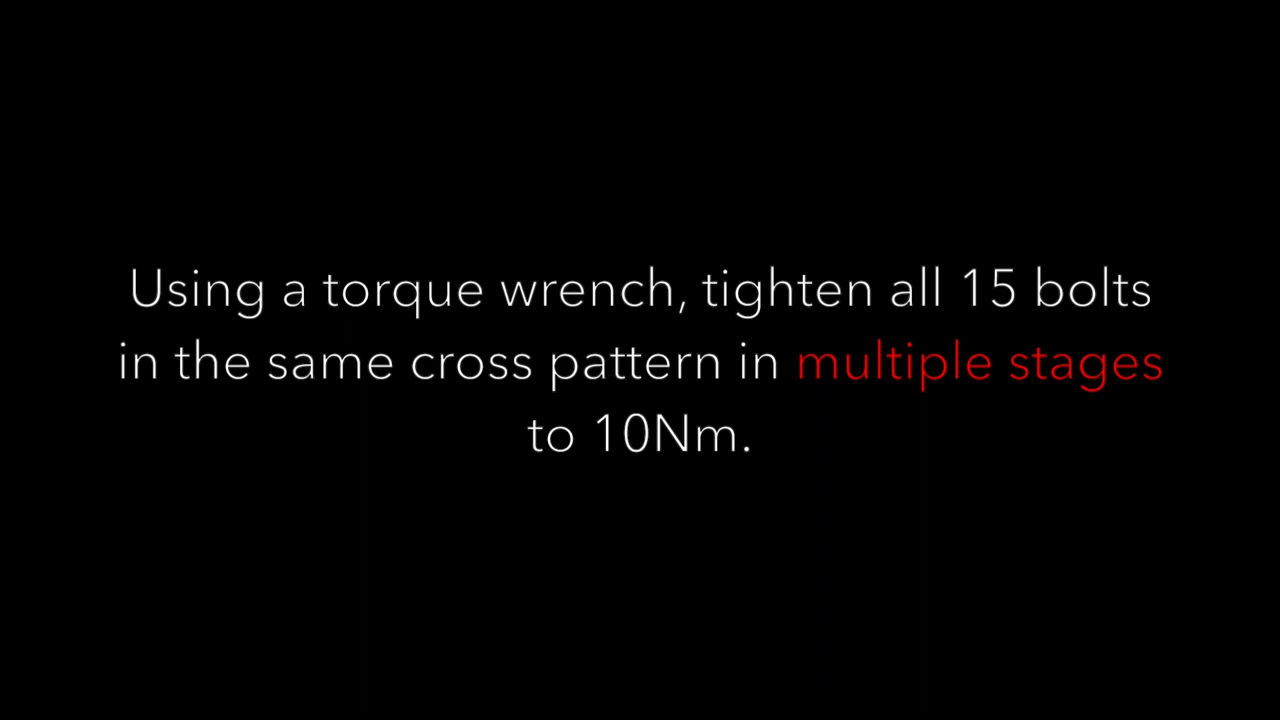 Using a torque wrench, tighten all 15 bolts
in the same cross pattern in multiple stages
to 10Nm.